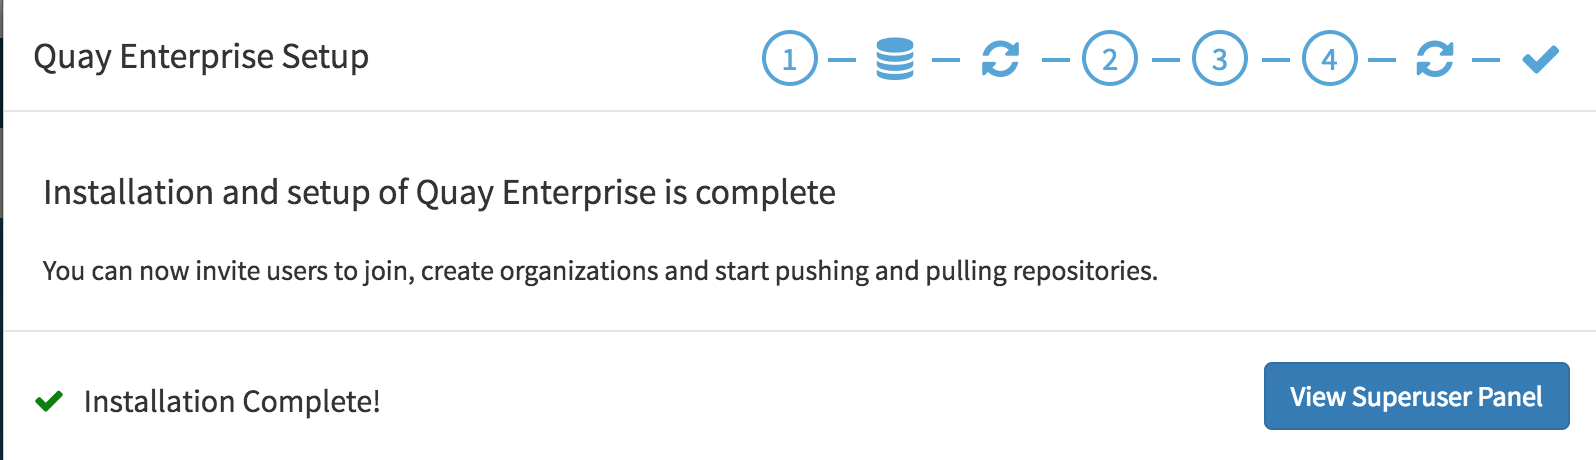 Quay Enterprise Setup
1 2 3 4
Installation and setup of Quay Enterprise is complete
You can now invite users to join, create organizations and start pushing and pulling repositories.
Installation Complete!
View Superuser Panel